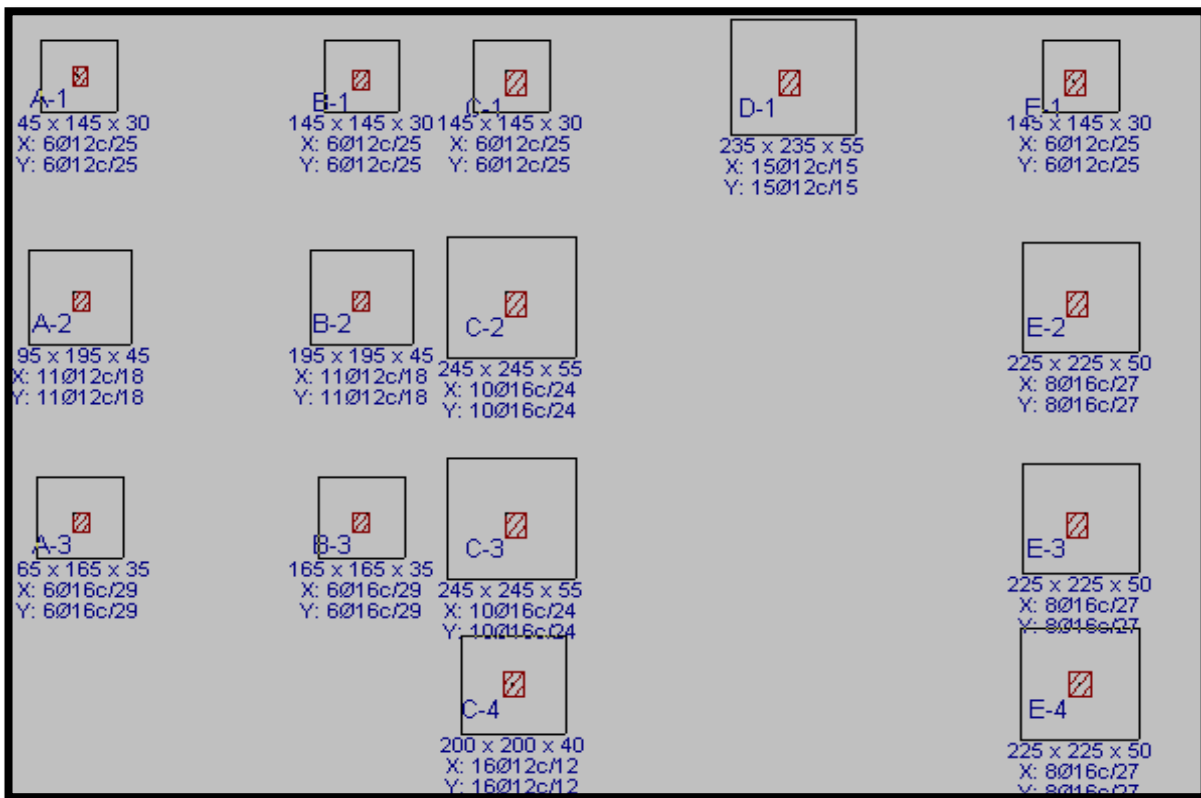 A-1
45 x 145 x 30
X: 6Ø12c/25
Y: 6Ø12c/25
B-1
145 x 145 x 30
X: 6Ø12c/25
Y: 6Ø12c/25
C-1
145 x 145 x 30
X: 6Ø12c/25
Y: 6Ø12c/25
D-1
235 x 235 x 55
X: 15Ø12c/15
Y: 15Ø12c/15
E-1
145 x 145 x 30
X: 6Ø12c/25
Y: 6Ø12c/25
A-2
95 x 195 x 45
X: 11Ø12c/18
Y: 11Ø12c/18
B-2
195 x 195 x 45
X: 11Ø12c/18
Y: 11Ø12c/18
C-2
245 x 245 x 55
X: 10Ø16c/24
Y: 10Ø16c/24
E-2
225 x 225 x 50
X: 8Ø16c/27
Y: 8Ø16c/27
A-3
65 x 165 x 35
X: 6Ø16c/29
Y: 6Ø16c/29
B-3
165 x 165 x 35
X: 6Ø16c/29
Y: 6Ø16c/29
C-3
245 x 245 x 55
X: 10Ø16c/24
Y: 10Ø16c/24
E-3
225 x 225 x 50
X: 8Ø16c/27
Y: 8Ø16c/27
C-4
200 x 200 x 40
X: 16Ø12c/12
Y: 16Ø12c/12
E-4
225 x 225 x 50
X: 8Ø16c/27
Y: 8Ø16c/27